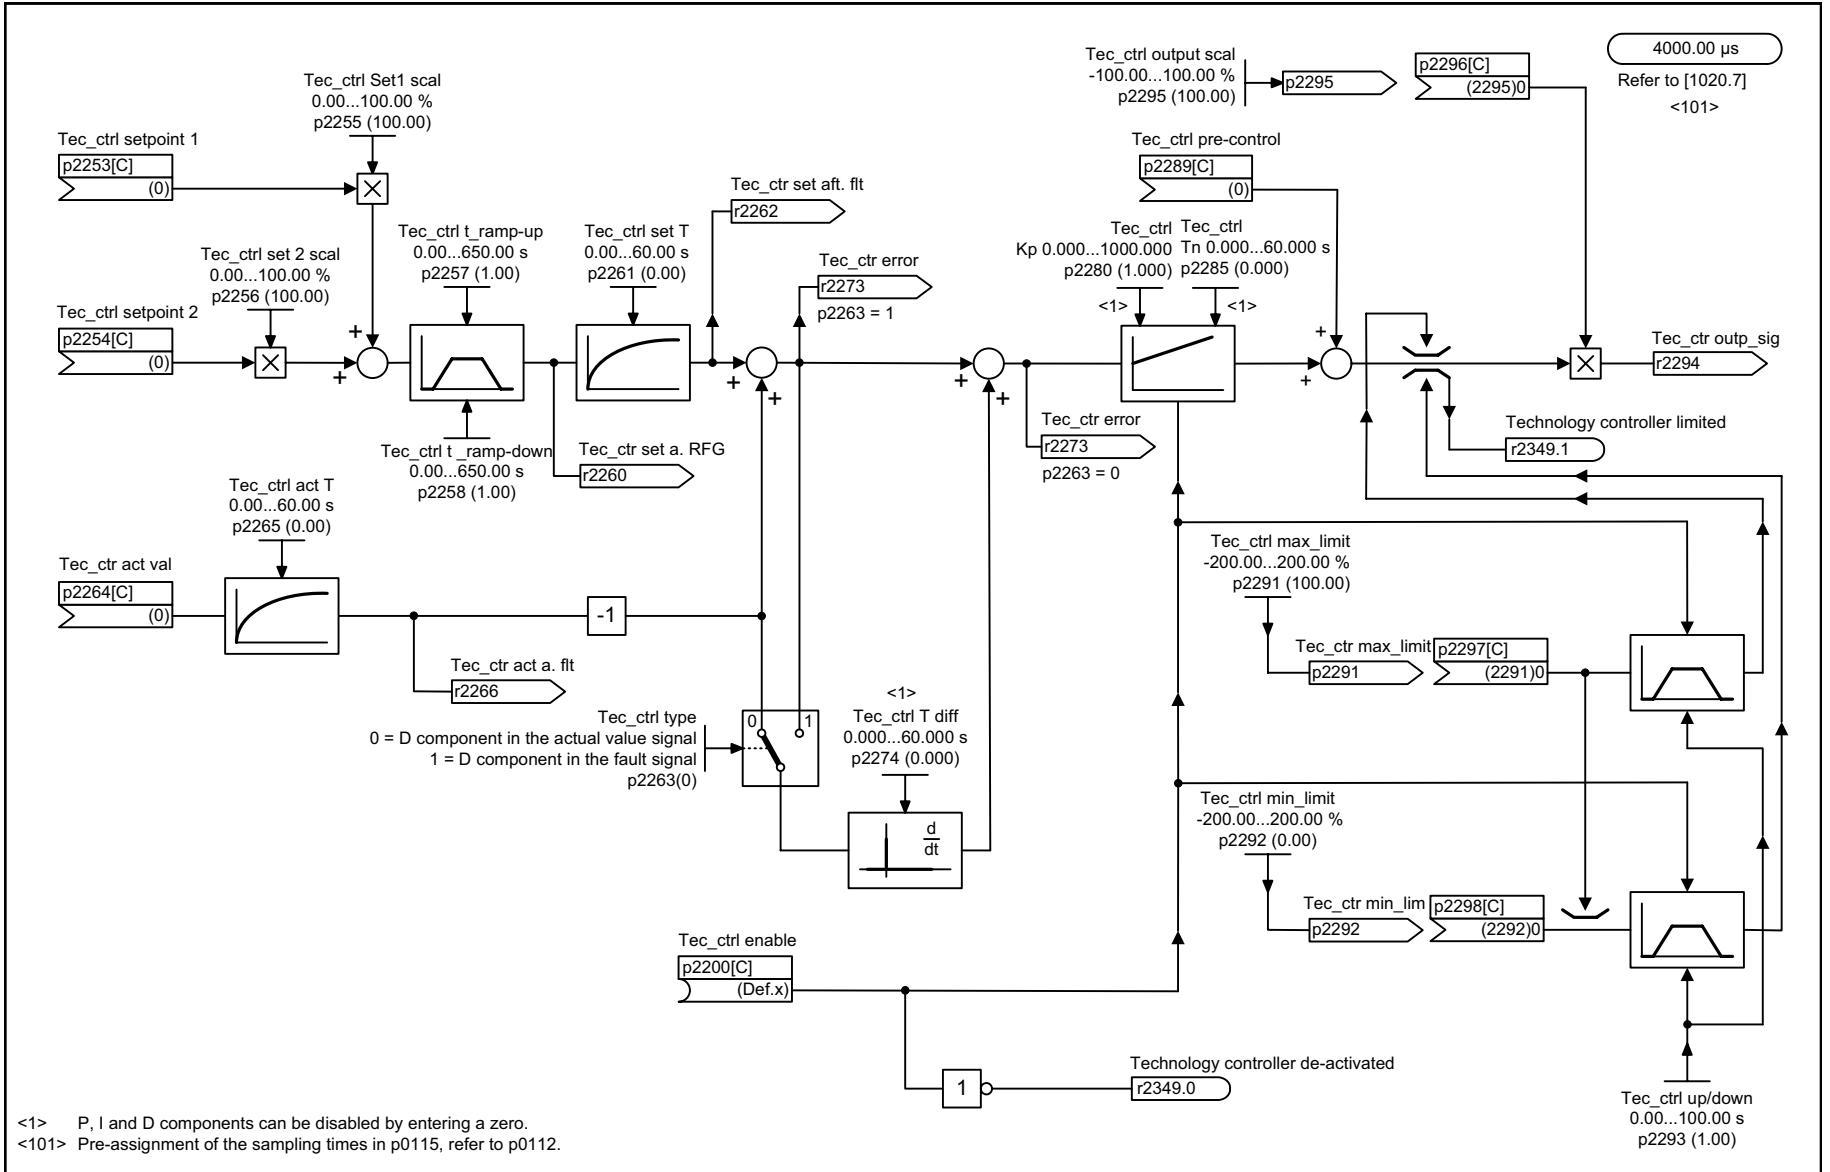 Tec_ctrl output scal
-100.00...100.00 %
p2295 (100.00)
p2295
p2296[C]
(2295)0
4000.00 µs
Refer to [1020.7]
<101>
Tec_ctrl Set1 scal
0.00...100.00 %
p2255 (100.00)
Tec_ctrl setpoint 1
p2253[C]
(0)
Tec_ctrl pre-control
p2289[C]
(0)
Tec_ctr set aft. flt
r2262
Tec_ctrl set 2 scal
0.00...100.00 %
p2256 (100.00)
Tec_ctrl t_ramp-up
0.00...650.00 s
p2257 (1.00)
Tec_ctrl set T
0.00...60.00 s
p2261 (0.00)
Tec_ctr error
r2273
p2263 = 1
Tec_ctrl
Kp 0.000...1000.000
p2280 (1.000)
<1>
Tec_ctrl
Tn 0.000...60.000 s
p2285 (0.000)
<1>
Tec_ctrl setpoint 2
p2254[C]
(0)
+
+
+
+
+
+
+
+
Tec_ctr outp_sig
r2294
Tec_ctrl t _ramp-down
0.00...650.00 s
p2258 (1.00)
Tec_ctr set a. RFG
r2260
Tec_ctr error
r2273
p2263 = 0
Technology controller limited
r2349.1
Tec_ctrl act T
0.00...60.00 s
p2265 (0.00)
Tec_ctr act val
p2264[C]
(0)
-1
Tec_ctr act a. flt
r2266
Tec_ctrl max_limit
-200.00...200.00 %
p2291 (100.00)
Tec_ctr max_limit
p2291
p2297[C]
(2291)0
Tec_ctrl type
0 = D component in the actual value signal
1 = D component in the fault signal
p2263(0)
0
1
<1>
Tec_ctrl T diff
0.000...60.000 s
p2274 (0.000)
d
dt
Tec_ctrl min_limit
-200.00...200.00 %
p2292 (0.00)
Tec_ctr min_lim
p2292
p2298[C]
(2292)0
Tec_ctrl enable
p2200[C]
(Def.x)
1
Technology controller de-activated
r2349.0
Tec_ctrl up/down
0.00...100.00 s
p2293 (1.00)
<1> P, I and D components can be disabled by entering a zero.
<101> Pre-assignment of the sampling times in p0115, refer to p0112.